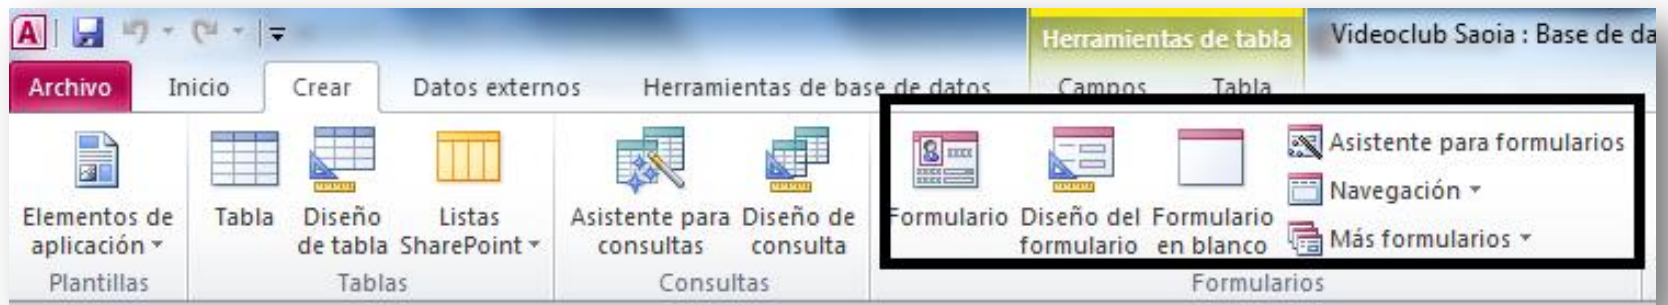 A
Herramientas de tabla
Videoclub Saoia : Base de da
Archivo Inicio Crear Datos externos Herramientas de base de datos Campos Tabla
Elementos de
aplicación
Tabla
Diseño
de tabla
Listas
SharePoint
Asistente para
consultas
Diseño de
consulta
Formulario
Diseño del
formulario
Formulario
en blanco
Asistente para formularios
Navegación
Más formularios
Plantillas Tablas Consultas Formularios